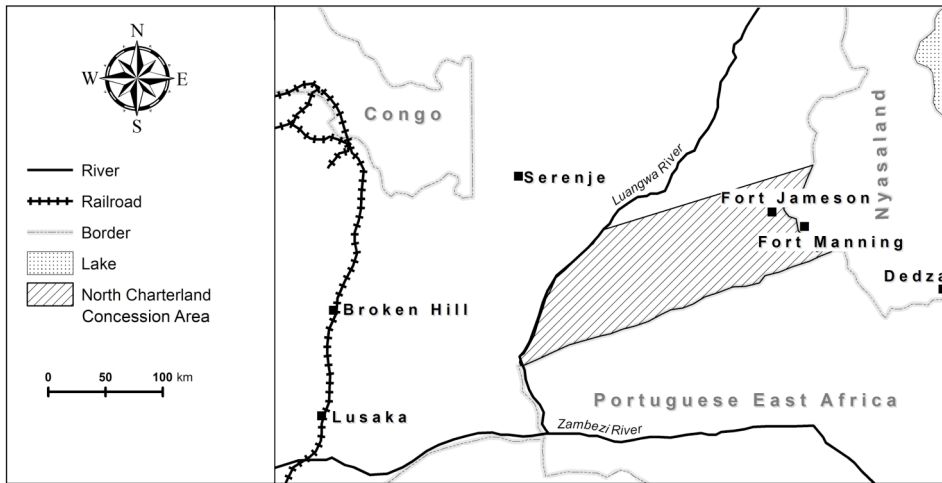 N
W E
S
River
Railroad
Border
Lake
North Charterland
Concession Area
0 50 100 km
Congo
Serenje
Luangwa River
Nyasaland
Fort Jameson
Fort Manning
Dedza
Broken Hill
Lusaka
Portuguese East Africa
Zambezi River